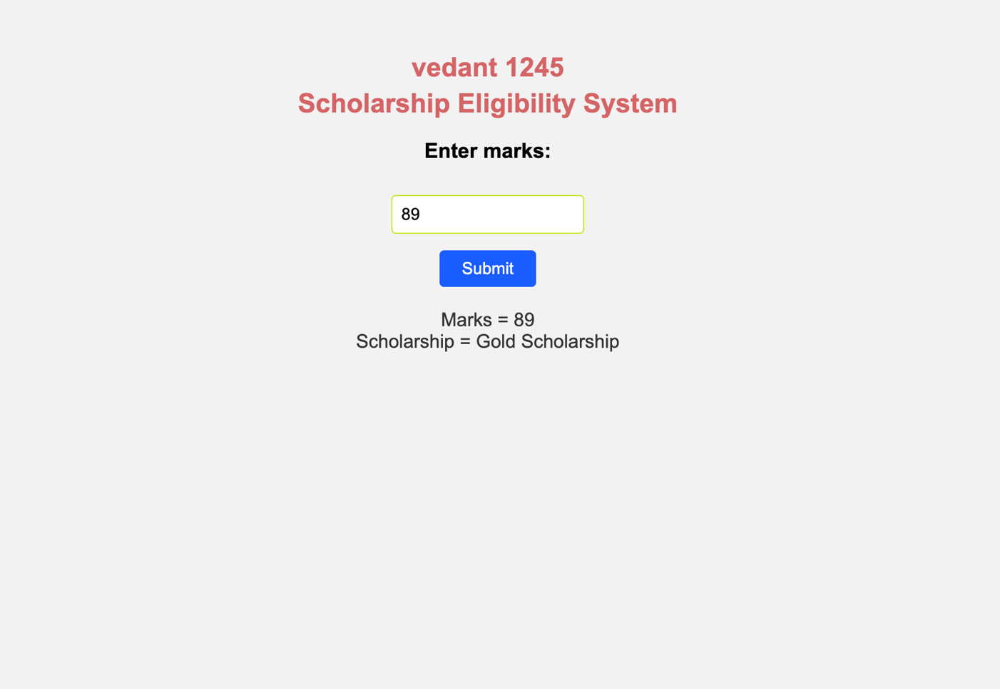 vedant 1245
Scholarship Eligibility System
Enter marks:
89
Submit
Marks = 89
Scholarship = Gold Scholarship